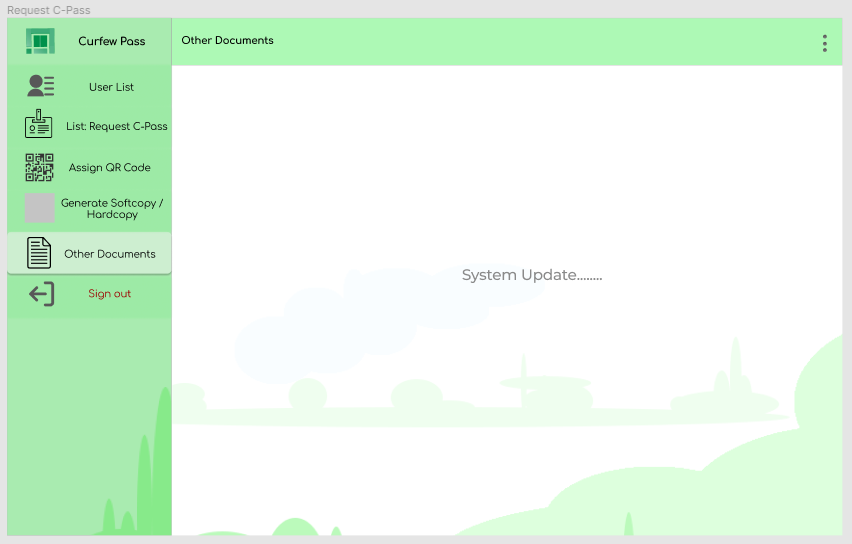 Request C-Pass
Curfew Pass
Other Documents
User List
List: Request C-Pass
Assign QR Code
Generate Softcopy /
Hardcopy
Other Documents
Sign out
System Update........